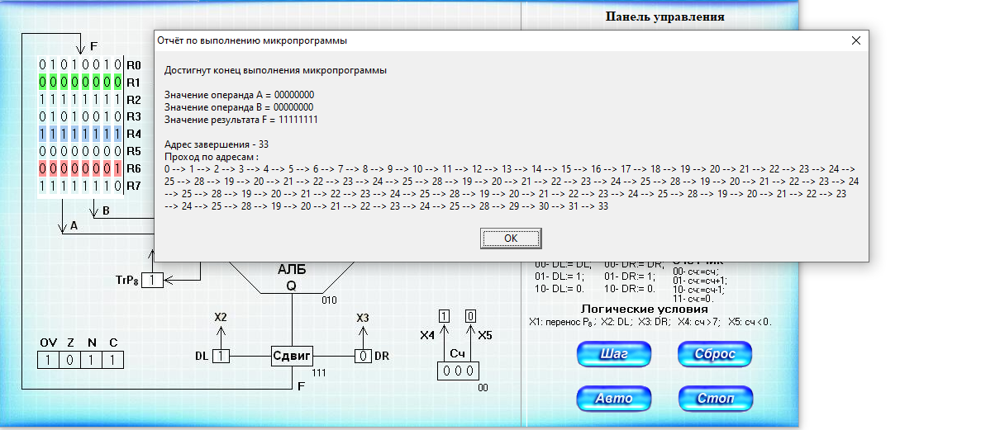 Панель управления
Отчёт по выполнению микропрограммы
Достигнут конец выполнения микропрограммы
Значение операнда A = 00000000
Значение операнда B = 00000000
Значение результата F = 11111111
Адрес завершения - 33
Проход по адресам :
0 --> 1 --> 2 --> 3 --> 4 --> 5 --> 6 --> 7 --> 8 --> 9 --> 10 --> 11 --> 12 --> 13 --> 14 --> 15 --> 16 --> 17 --> 18 --> 19 --> 20 --> 21 --> 22 --> 23 --> 24 -->
25 --> 28 --> 19 --> 20 --> 21 --> 22 --> 23 --> 24 --> 25 --> 28 --> 19 --> 20 --> 21 --> 22 --> 23 --> 24 --> 25 --> 28 --> 19 --> 20 --> 21 --> 22 --> 23 --> 24
--> 25 --> 28 --> 19 --> 20 --> 21 --> 22 --> 23 --> 24 --> 25 --> 28 --> 19 --> 20 --> 21 --> 22 --> 23 --> 24 --> 25 --> 28 --> 19 --> 20 --> 21 --> 22 --> 23
--> 24 --> 25 --> 28 --> 19 --> 20 --> 21 --> 22 --> 23 --> 24 --> 25 --> 28 --> 29 --> 30 --> 31 --> 33
OK
F
0 1 0 1 0 0 1 0 R0
0 0 0 0 0 0 0 0 R1
1 1 1 1 1 1 1 1 R2
0 1 0 1 0 0 1 0 R3
1 1 1 1 1 1 1 1 R4
0 0 0 0 0 0 0 0 R5
0 0 0 0 0 0 0 1 R6
1 1 1 1 1 1 1 0 R7
B
A
TrP8 1
АЛБ
Q
010
00- DL:= DL; 00- DR:= DR;
01- DL:= 1; 01- DR:= 1;
10- DL:= 0. 10- DR:= 0.
00- сч:=сч;
01- сч:=сч+1;
10- сч:=сч-1;
11- сч:=0.
Логические условия
X1: перенос P8; X2: DL; X3: DR; X4: сч >7; X5: сч <0.
X2 X3
1 0
X4 X5
OV Z N C
1 0 1 1
DL 1 Сдвиг 0 DR
111
F
Сч
0 0 0
00
Шаг Сброс
Авто Стоп